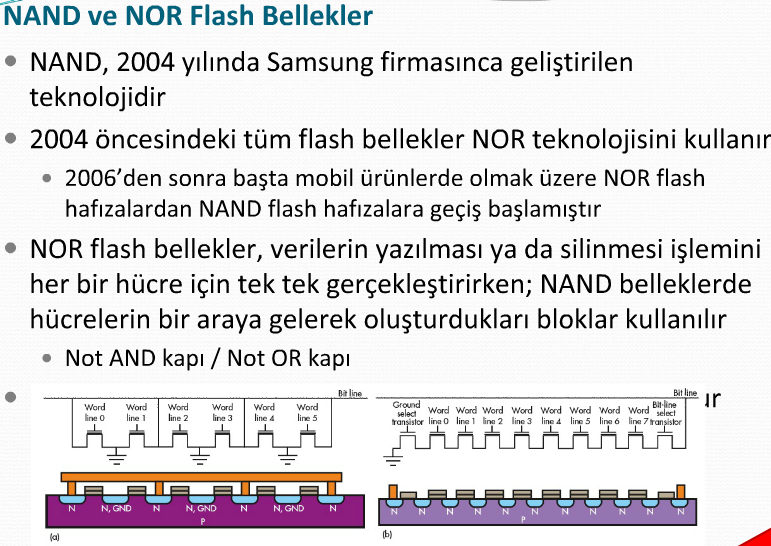 NAND ve NOR Flash Bellekler
NAND, 2004 yılında Samsung firmasınca geliştirilen
teknolojidir
2004 öncesindeki tüm flash bellekler NOR teknolojisini kullanır
2006’den sonra başta mobil ürünlerde olmak üzere NOR flash
hafızalardan NAND flash hafızalara geçiş başlamıştır
NOR flash bellekler, verilerin yazılması ya da silinmesi işlemini
her bir hücre için tek tek gerçekleştirirken; NAND belleklerde
hücrelerin bir araya gelerek oluşturdukları bloklar kullanılır
Not AND kapı / Not OR kapı
Bit line
Word line 0 Word line 1 Word line 2 Word line 3 Word line 4 Word line 5
N N, GND N N, GND N N, GND N
P
(a)
Bit line
Ground select transistor Word line 0 Word line 1 Word line 2 Word line 3 Word line 4 Word line 5 Word line 6 Word line 7 Bit-line select transistor
N N N N N N N N N N N
P
(b)